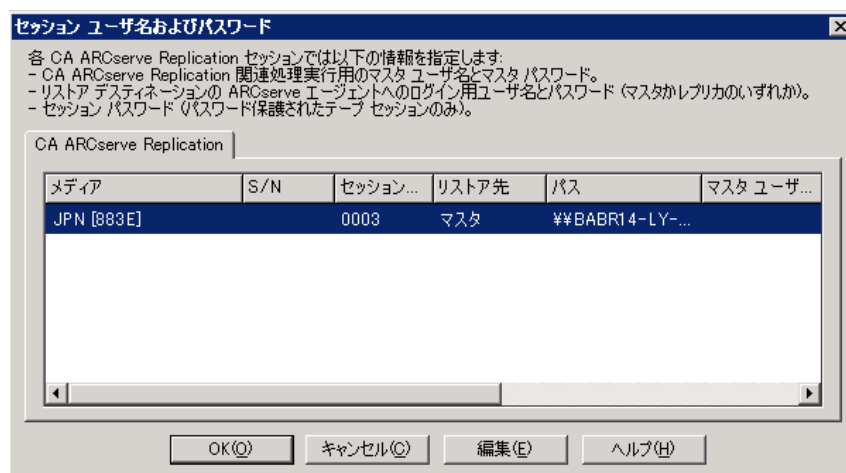 セッション ユーザ名およびパスワード
各 CA ARCserve Replication セッションでは以下の情報を指定します:
- CA ARCserve Replication 関連処理実行用のマスタ ユーザ名とマスタ パスワード。
- リストア デスティネーションの ARCserve エージェントへのログイン用ユーザ名とパスワード (マスタかレプリカのいずれか)。
- セッション パスワード (パスワード保護されたテープ セッションのみ)。
CA ARCserve Replication
メディア S/N セッション... リストア先 パス マスタ ユーザ...
JPN [883E] 0003 マスタ ¥¥BABR14-LY-...
OK(O) キャンセル(C) 編集(E) ヘルプ(H)